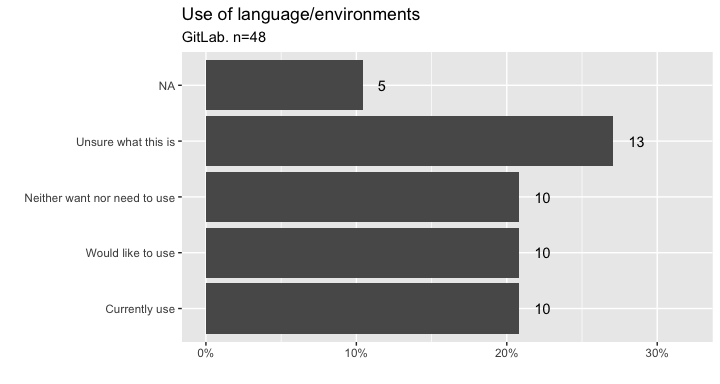 Use of language/environments
GitLab. n=48
NA
5
Unsure what this is
13
Neither want nor need to use
10
Would like to use
10
Currently use
10
0%
10%
20%
30%